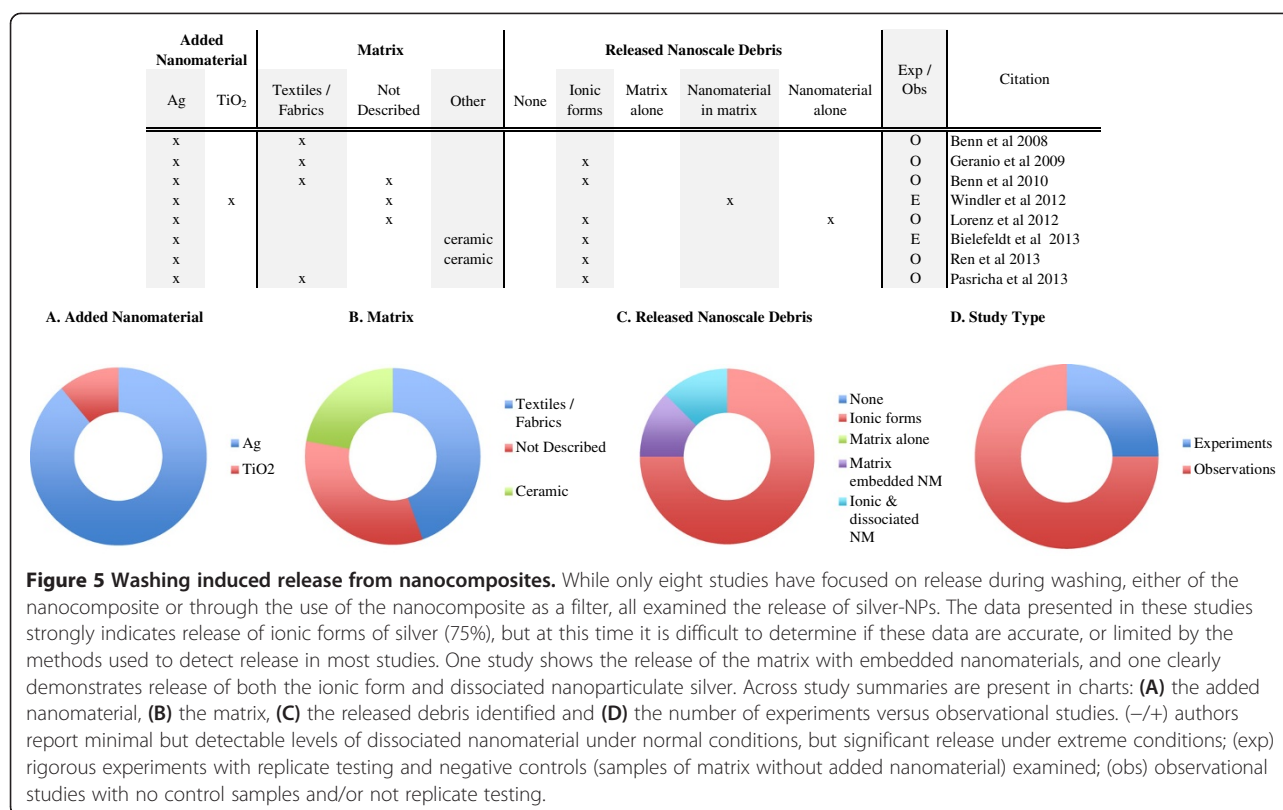 Added Nanomaterial Matrix Released Nanoscale Debris Exp / Obs Citation
Ag TiO2 Textiles / Fabrics Not Described Other None Ionic forms Matrix alone Nanomaterial in matrix Nanomaterial alone
x x O Benn et al 2008
x x x O Geranio et al 2009
x x x x O Benn et al 2010
x x x x E Windler et al 2012
x x x x O Lorenz et al 2012
x ceramic x E Bielefeldt et al 2013
x ceramic x O Ren et al 2013
x x x O Pasricha et al 2013
A. Added Nanomaterial B. Matrix C. Released Nanoscale Debris D. Study Type
Ag
TiO2
Textiles / Fabrics
Not Described
Ceramic
None
Ionic forms
Matrix alone
Matrix embedded NM
Ionic & dissociated NM
Experiments
Observations
Figure 5 Washing induced release from nanocomposites. While only eight studies have focused on release during washing, either of the
nanocomposite or through the use of the nanocomposite as a filter, all examined the release of silver-NPs. The data presented in these studies
strongly indicates release of ionic forms of silver (75%), but at this time it is difficult to determine if these data are accurate, or limited by the
methods used to detect release in most studies. One study shows the release of the matrix with embedded nanomaterials, and one clearly
demonstrates release of both the ionic form and dissociated nanoparticulate silver. Across study summaries are present in charts: (A) the added
nanomaterial, (B) the matrix, (C) the released debris identified and (D) the number of experiments versus observational studies. (–/+) authors
report minimal but detectable levels of dissociated nanomaterial under normal conditions, but significant release under extreme conditions; (exp)
rigorous experiments with replicate testing and negative controls (samples of matrix without added nanomaterial) examined; (obs) observational
studies with no control samples and/or not replicate testing.